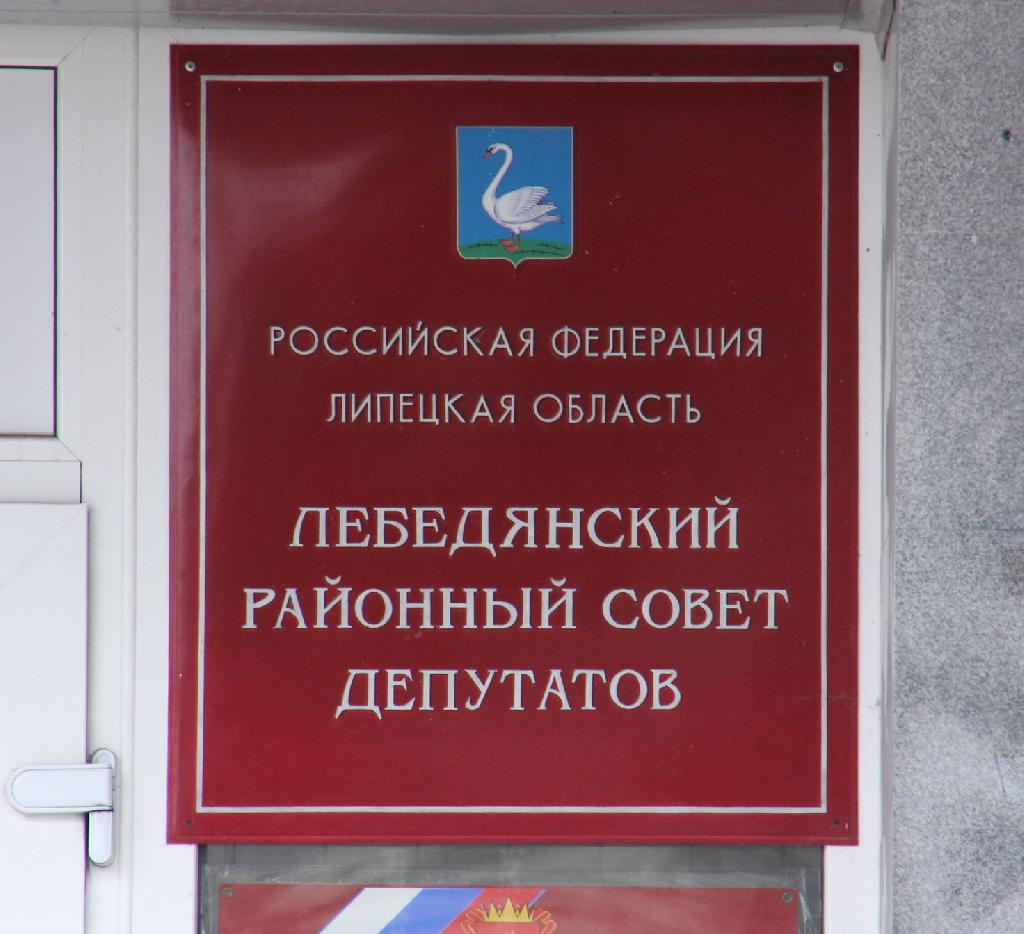 РОССИЙСКАЯ ФЕДЕРАЦИЯ
ЛИПЕЦКАЯ ОБЛАСТЬ
ЛЕБЕДЯНСКИЙ
РАЙОННЫЙ СОВЕТ
ДЕПУТАТОВ